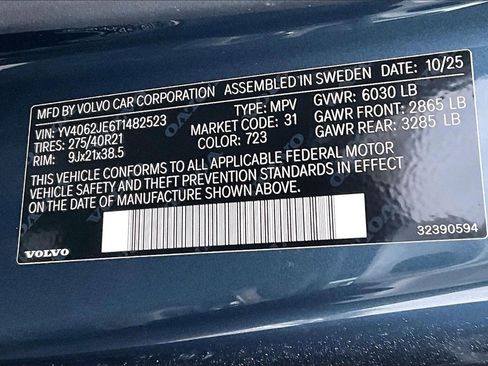 MFD BY VOLVO CAR CORPORATION ASSEMBLED IN SWEDEN DATE: 10/25
VIN: YV4062JE6T1482523 TYPE: MPV GVWR: 6030 LB
TIRES: 275/40R21 MARKET CODE: 31 GAWR FRONT: 2865 LB
RIM: 9Jx21x38.5 COLOR: 723 GAWR REAR: 3285 LB
THIS VEHICLE CONFORMS TO ALL APPLICABLE FEDERAL MOTOR
VEHICLE SAFETY AND THEFT PREVENTION STANDARDS IN EFFECT
ON THE DATE OF MANUFACTURE SHOWN ABOVE.
VOLVO 32390594